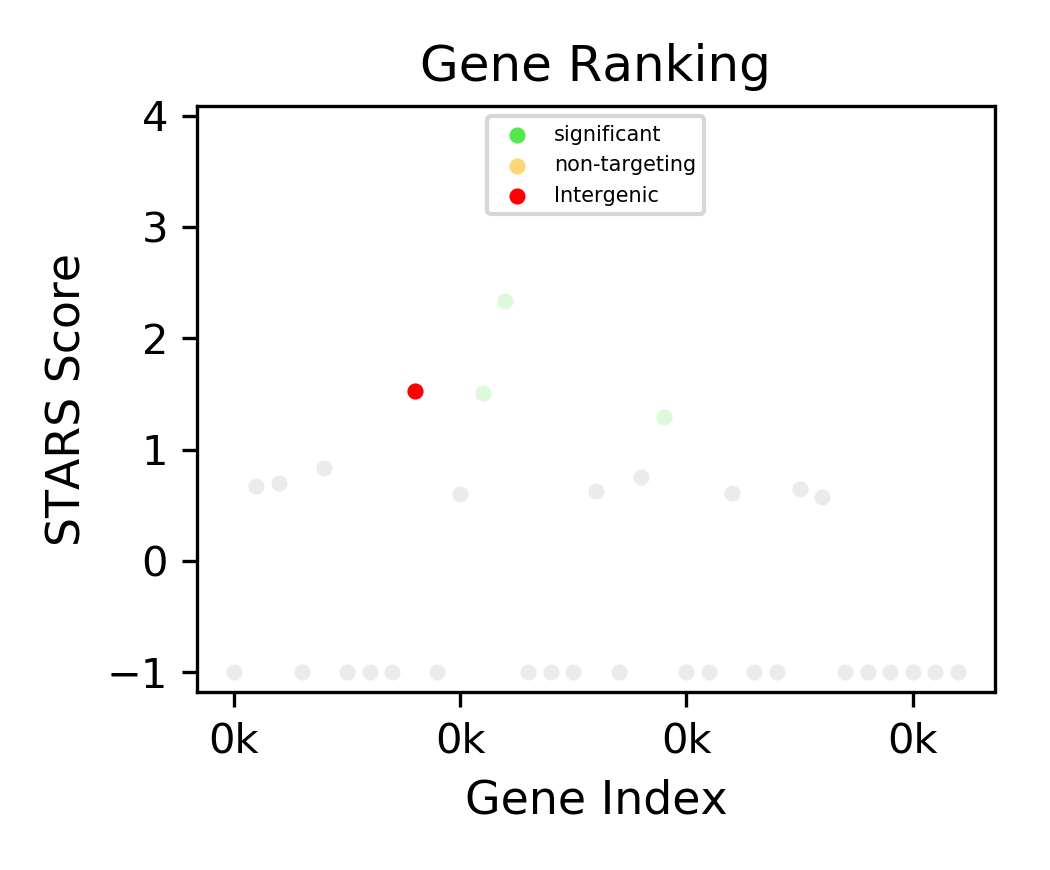 Gene Ranking
4
3
2
1
0
−1
STARS Score
significant
non-targeting
Intergenic
0k 0k 0k 0k
Gene Index